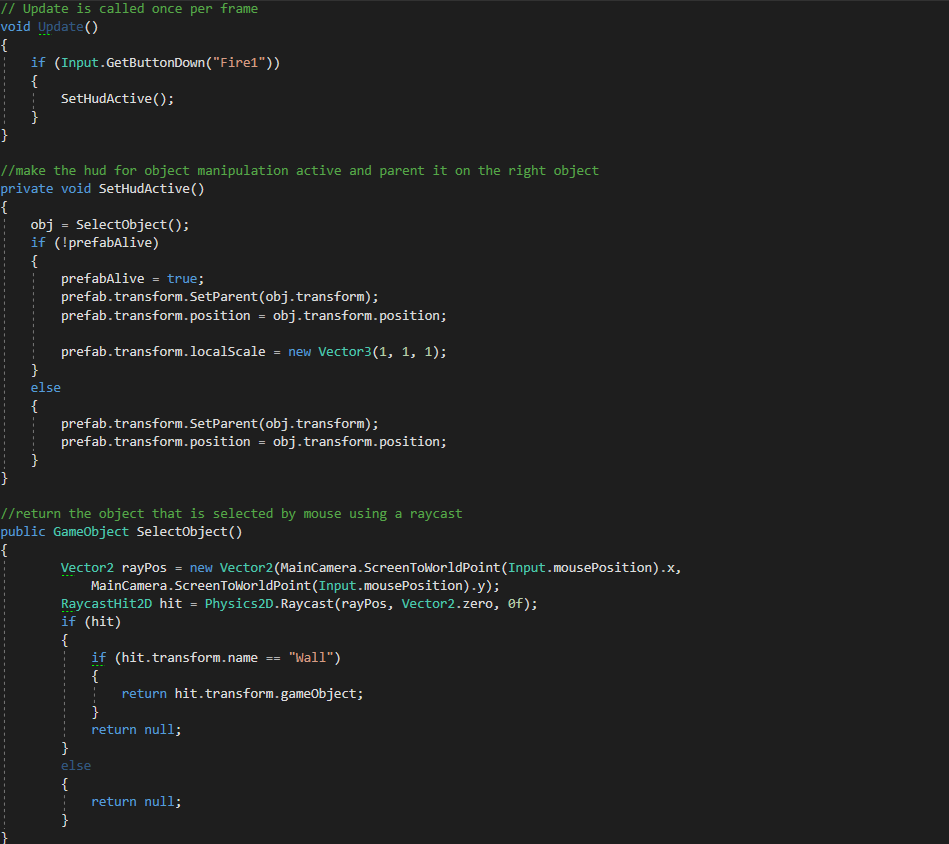 // Update is called once per frame
void Update()
{
    if (Input.GetButtonDown("Fire1"))
    {
        SetHudActive();
    }
}

//make the hud for object manipulation active and parent it on the right object
private void SetHudActive()
{
    obj = SelectObject();
    if (!prefabAlive)
    {
        prefabAlive = true;
        prefab.transform.SetParent(obj.transform);
        prefab.transform.position = obj.transform.position;

        prefab.transform.localScale = new Vector3(1, 1, 1);
    }
    else
    {
        prefab.transform.SetParent(obj.transform);
        prefab.transform.position = obj.transform.position;
    }
}

//return the object that is selected by mouse using a raycast
public GameObject SelectObject()
{
        Vector2 rayPos = new Vector2(MainCamera.ScreenToWorldPoint(Input.mousePosition).x,
            MainCamera.ScreenToWorldPoint(Input.mousePosition).y);
        RaycastHit2D hit = Physics2D.Raycast(rayPos, Vector2.zero, 0f);
        if (hit)
        {
            if (hit.transform.name == "Wall")
            {
                return hit.transform.gameObject;
            }
            return null;
        }
        else
        {
            return null;
        }
}